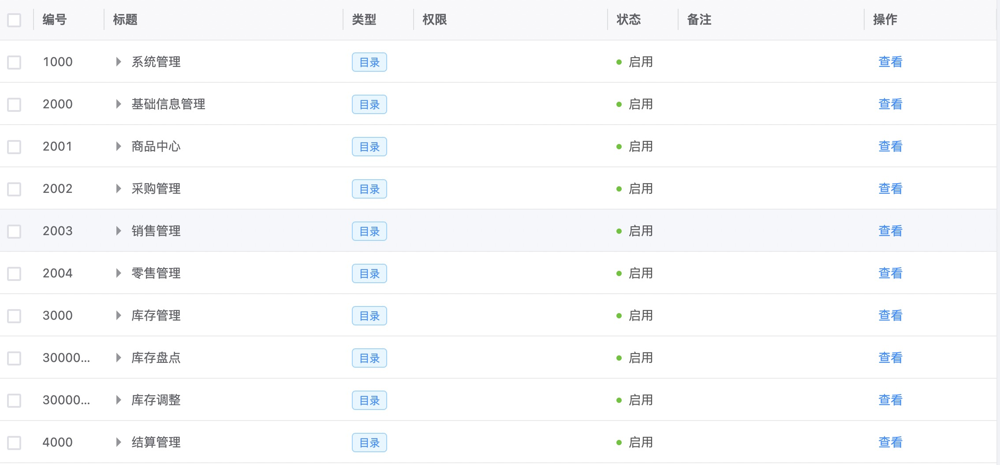 编号 标题 类型 权限 状态 备注 操作
1000 系统管理 目录 启用 查看
2000 基础信息管理 目录 启用 查看
2001 商品中心 目录 启用 查看
2002 采购管理 目录 启用 查看
2003 销售管理 目录 启用 查看
2004 零售管理 目录 启用 查看
3000 库存管理 目录 启用 查看
30000... 库存盘点 目录 启用 查看
30000... 库存调整 目录 启用 查看
4000 结算管理 目录 启用 查看